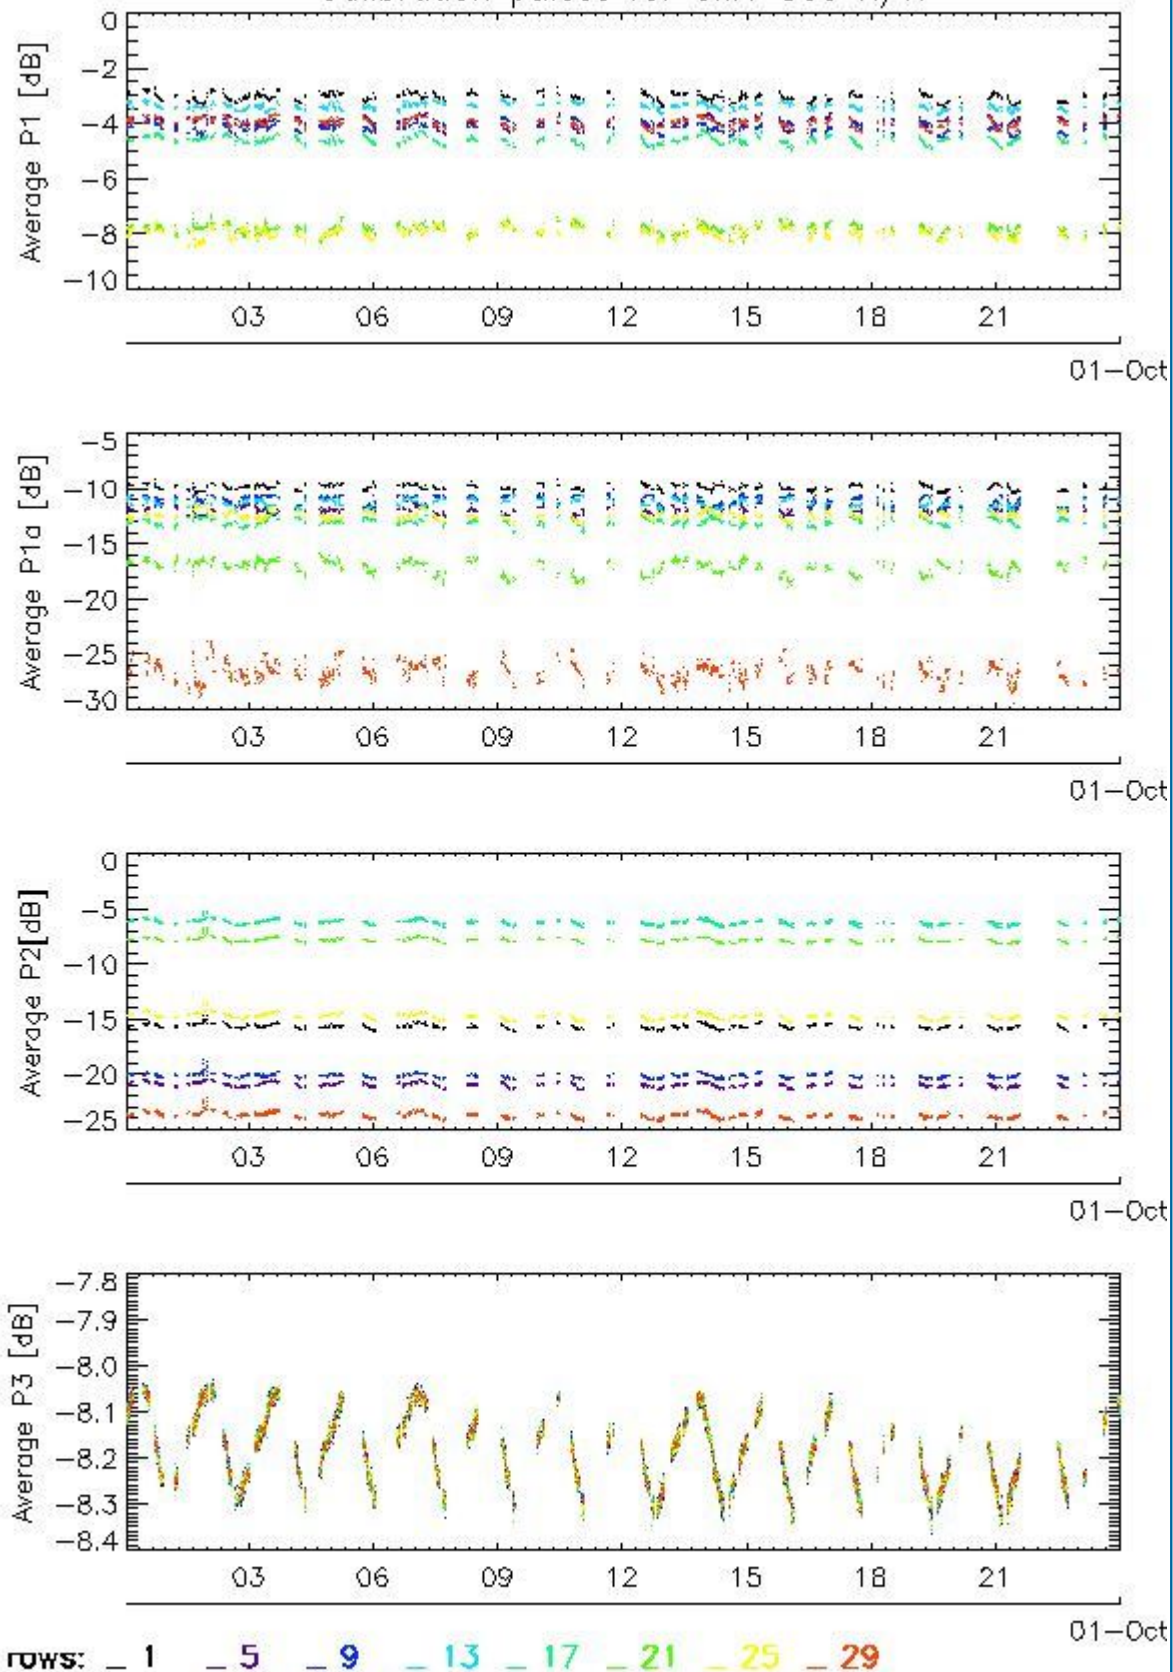 0
Average P1 [dB]
-2
-4
-6
-8
-10
03 06 09 12 15 18 21
01-Oct
Average P1a [dB]
-5
-10
-15
-20
-25
-30
03 06 09 12 15 18 21
01-Oct
Average P2[dB]
0
-5
-10
-15
-20
-25
03 06 09 12 15 18 21
01-Oct
Average P3 [dB]
-7.8
-7.9
-8.0
-8.1
-8.2
-8.3
-8.4
03 06 09 12 15 18 21
01-Oct
rows: _ 1 _ 5 _ 9 _ 13 _ 17 _ 21 _ 25 _ 29